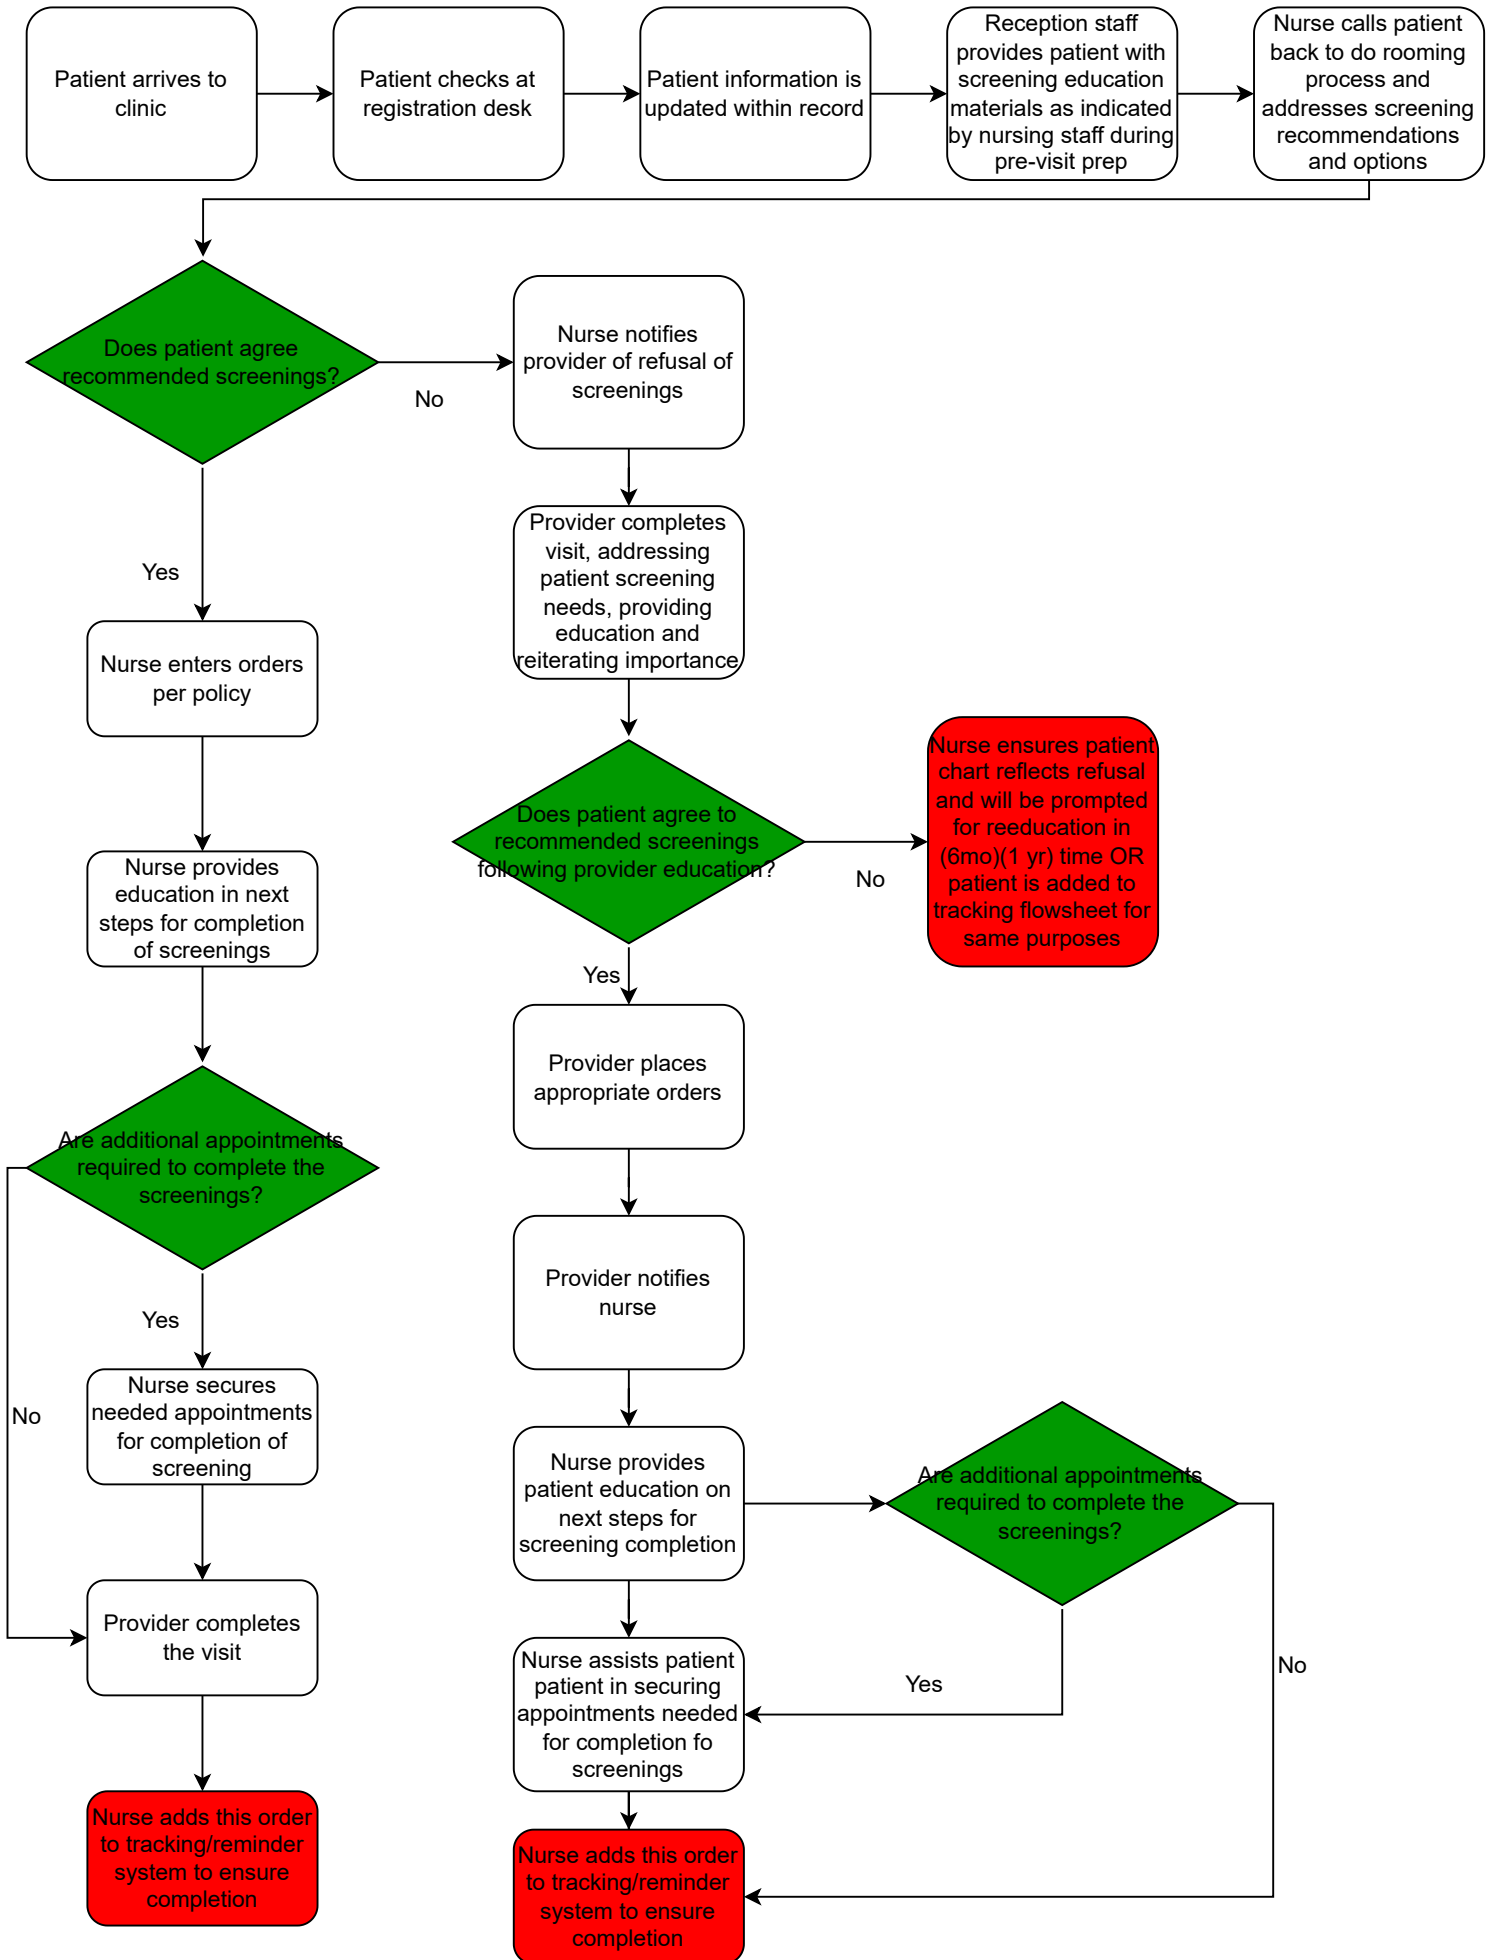 Patient arrives to
clinic
Patient checks at
registration desk
Patient information is
updated within record
Reception staff
provides patient with
screening education
materials as indicated
by nursing staff during
pre-visit prep
Nurse calls patient
back to do rooming
process and
addresses screening
recommendations
and options
Does patient agree
recommended screenings?
No
Nurse notifies
provider of refusal of
screenings
Yes
Provider completes
visit, addressing
patient screening
needs, providing
education and
reiterating importance
Nurse enters orders
per policy
Does patient agree to
recommended screenings
following provider education?
No
Nurse ensures patient
chart reflects refusal
and will be prompted
for reeducation in
(6mo)(1 yr) time OR
patient is added to
tracking flowsheet for
same purposes
Nurse provides
education in next
steps for completion
of screenings
Yes
Provider places
appropriate orders
Are additional appointments
required to complete the
screenings?
Yes
No
Provider notifies
nurse
Nurse secures
needed appointments
for completion of
screening
Nurse provides
patient education on
next steps for
screening completion
Are additional appointments
required to complete the
screenings?
Provider completes
the visit
Nurse assists patient
patient in securing
appointments needed
for completion fo
screenings
Yes
No
Nurse adds this order
to tracking/reminder
system to ensure
completion
Nurse adds this order
to tracking/reminder
system to ensure
completion